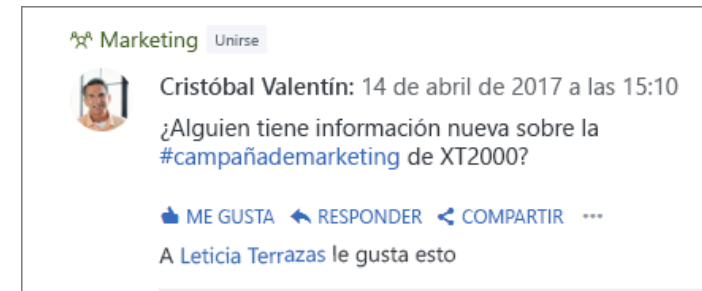 Marketing Unirse
Cristóbal Valentín: 14 de abril de 2017 a las 15:10
¿Alguien tiene información nueva sobre la
#campañademarketing de XT2000?
ME GUSTA RESPONDER COMPARTIR ···
A Leticia Terrazas le gusta esto